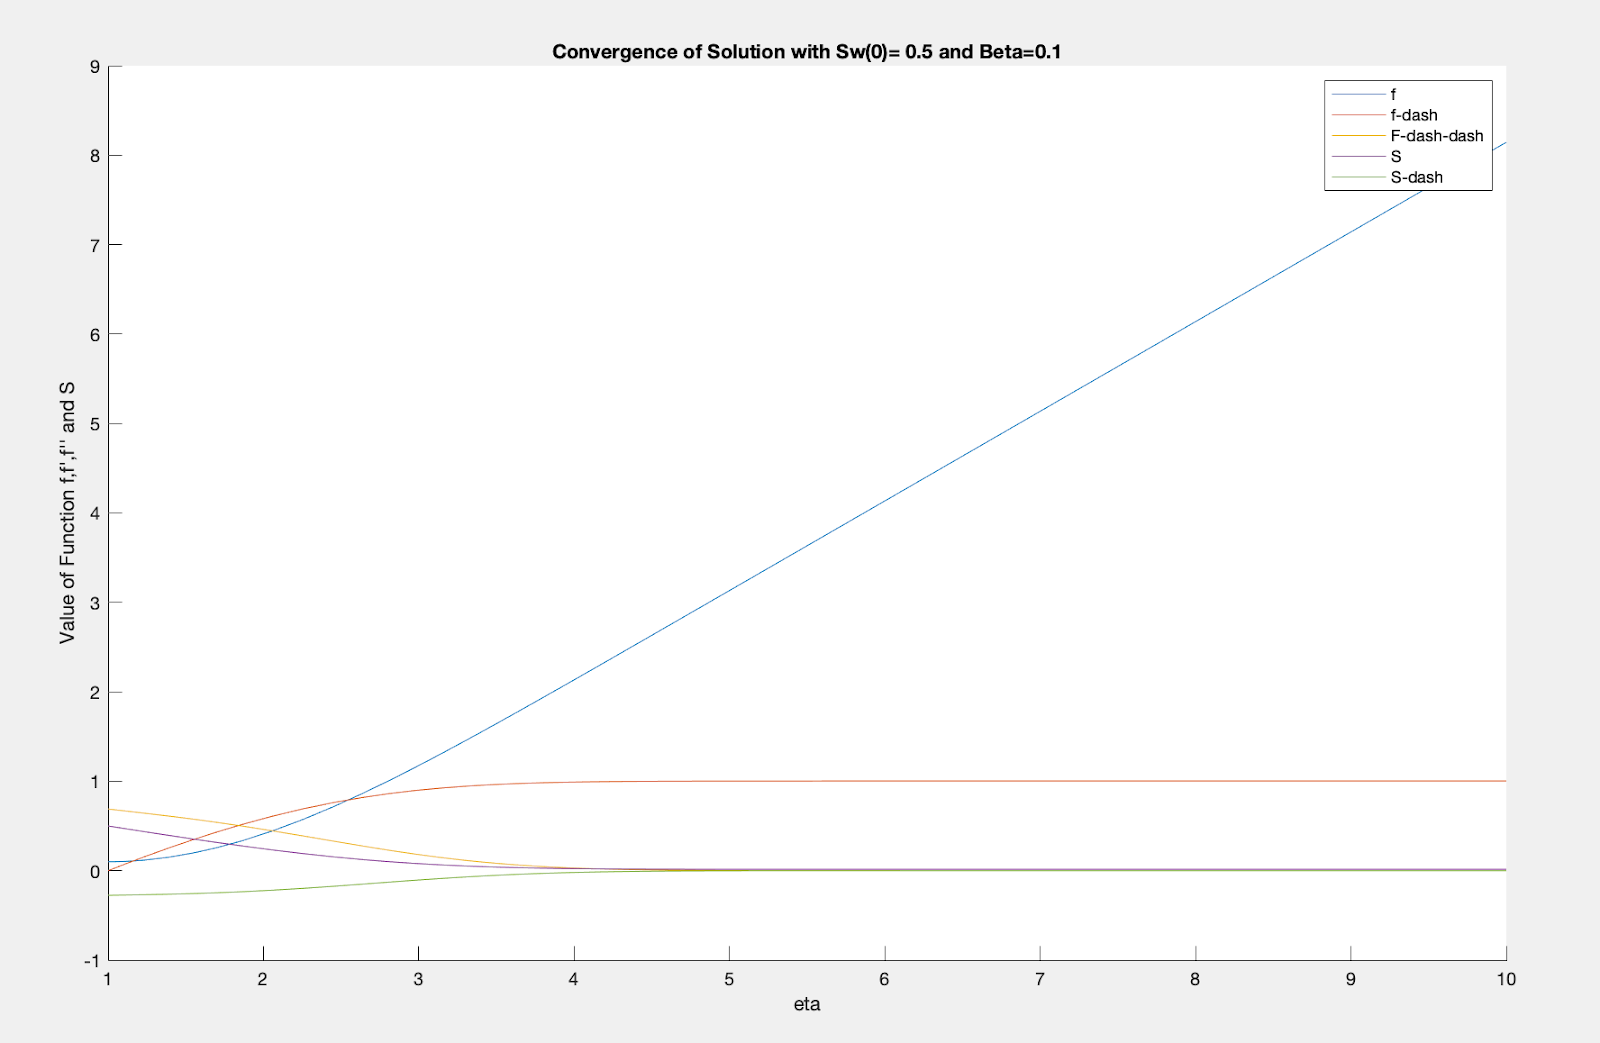 Convergence of Solution with Sw(0)= 0.5 and Beta=0.1
f
f-dash
F-dash-dash
S
S-dash
Value of Function f,f',f'' and S
9
8
7
6
5
4
3
2
1
0
-1
1 2 3 4 5 6 7 8 9 10
eta